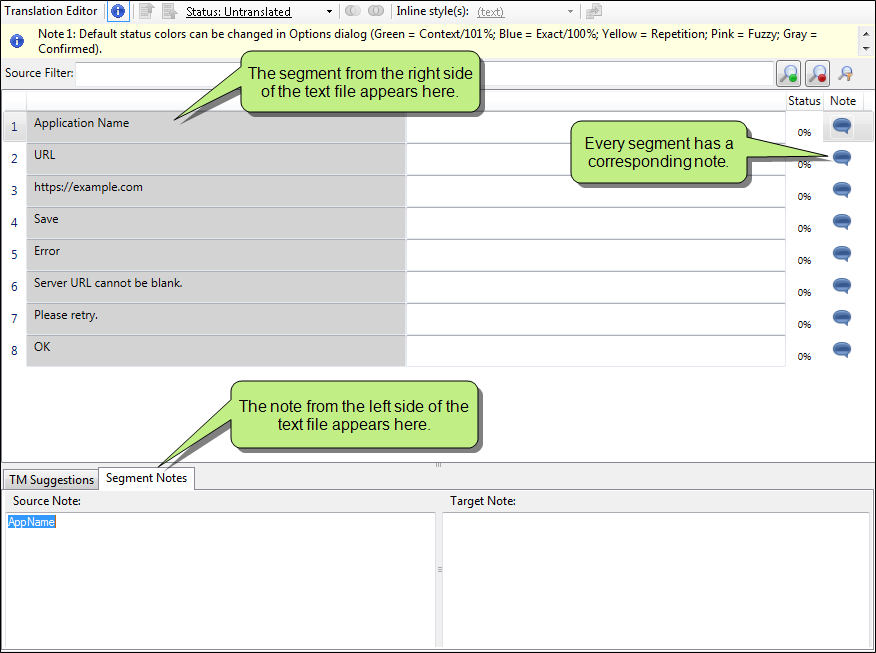 Translation Editor Status: Untranslated Inline style(s): (text)
Note 1: Default status colors can be changed in Options dialog (Green = Context/101%; Blue = Exact/100%; Yellow = Repetition; Pink = Fuzzy; Gray =
Confirmed).
Source Filter:
The segment from the right side
of the text file appears here.
Status Note
1 Application Name 0%
Every segment has a
corresponding note.
2 URL 0%
3 https://example.com 0%
4 Save 0%
5 Error 0%
6 Server URL cannot be blank. 0%
7 Please retry. 0%
8 OK 0%
The note from the left side of the
text file appears here.
TM Suggestions Segment Notes
Source Note: Target Note:
AppName